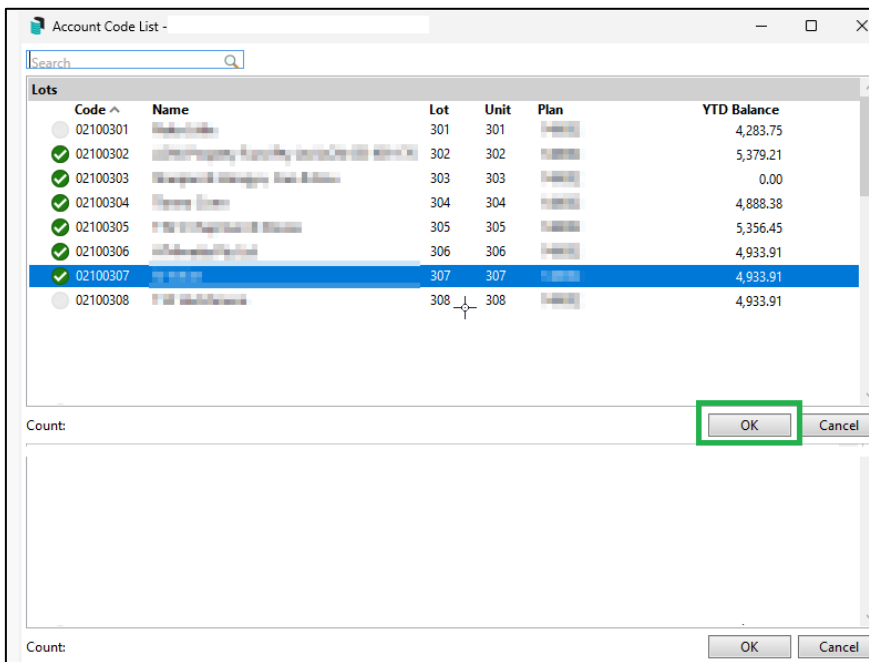 Account Code List -
Search
Lots
Code Name Lot Unit Plan YTD Balance
02100301 301 301 4,283.75
02100302 302 302 5,379.21
02100303 303 303 0.00
02100304 304 304 4,888.38
02100305 305 305 5,356.45
02100306 306 306 4,933.91
02100307 307 307 4,933.91
02100308 308 308 4,933.91
Count: OK Cancel
Count: OK Cancel